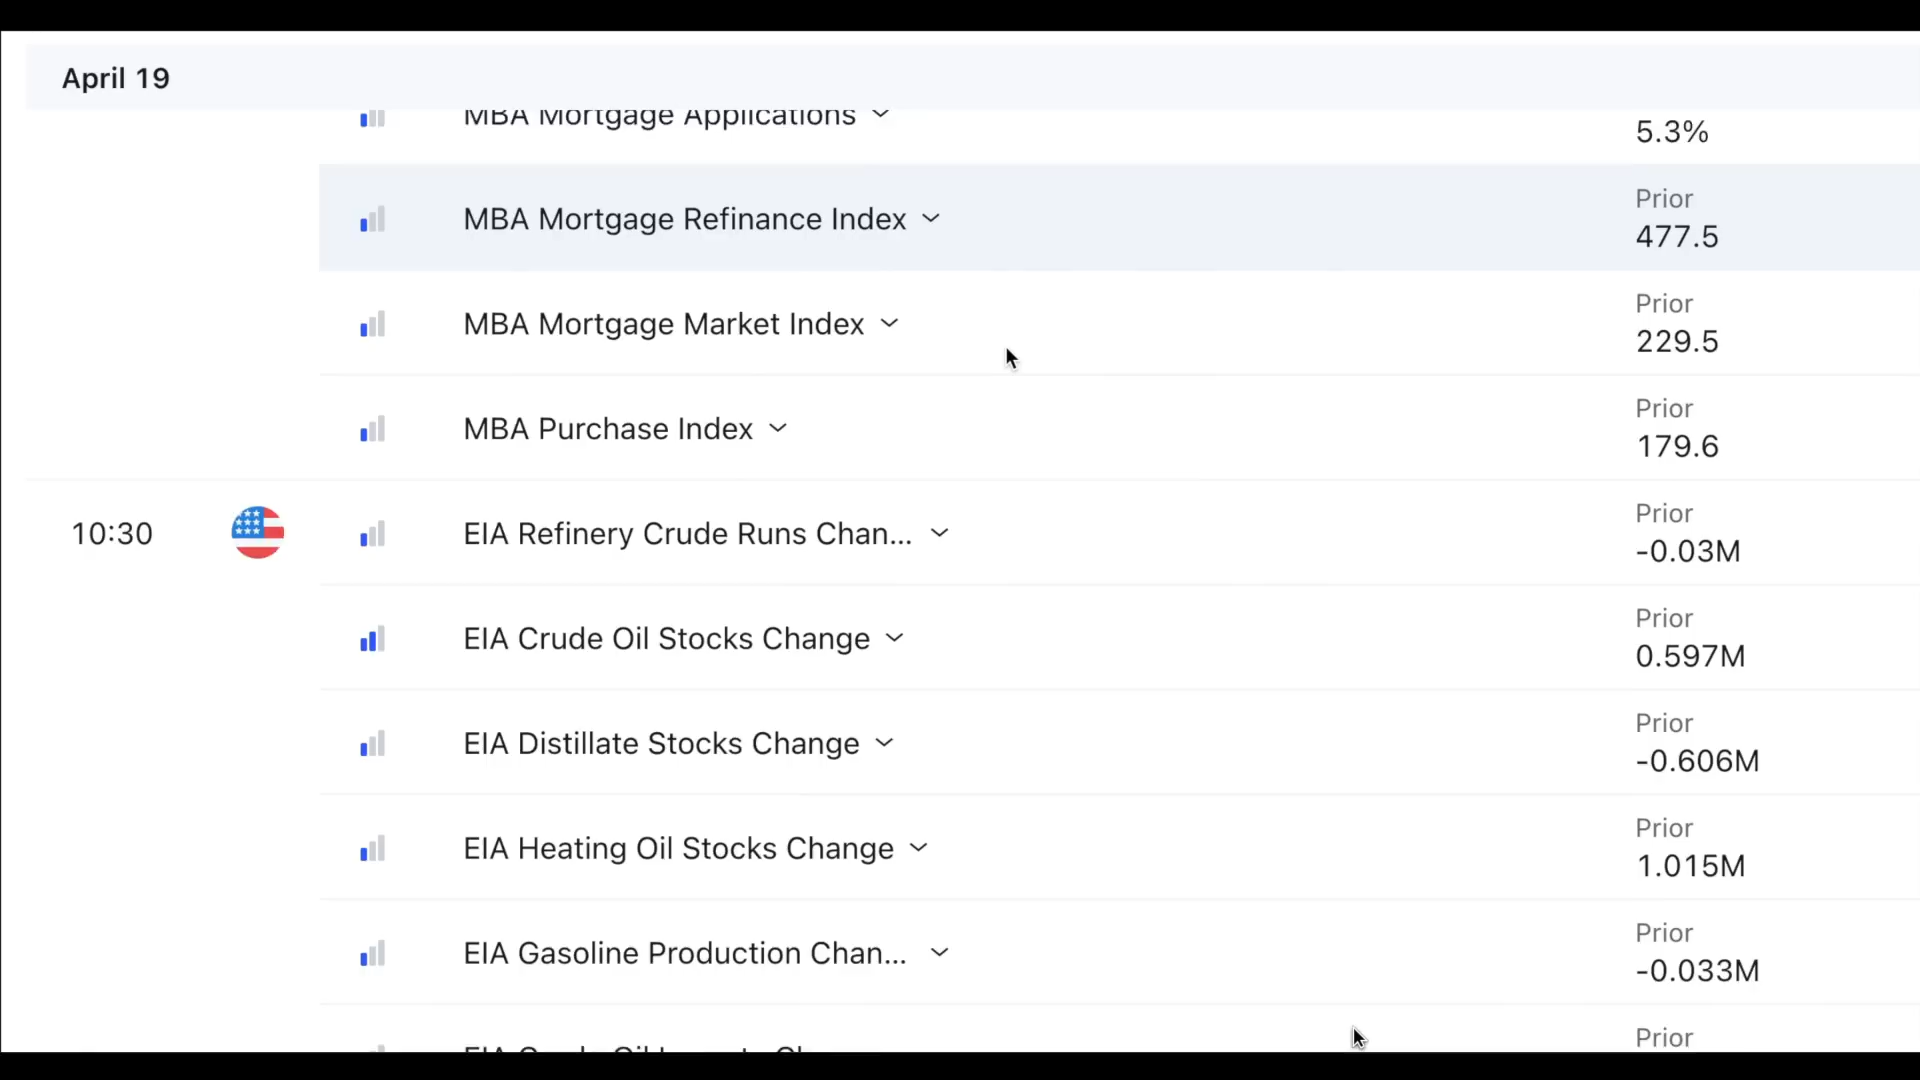 April 19
MBA Mortgage Applications
5.3%
MBA Mortgage Refinance Index
Prior
477.5
MBA Mortgage Market Index
Prior
229.5
MBA Purchase Index
Prior
179.6
10:30
EIA Refinery Crude Runs Chan...
Prior
-0.03M
EIA Crude Oil Stocks Change
Prior
0.597M
EIA Distillate Stocks Change
Prior
-0.606M
EIA Heating Oil Stocks Change
Prior
1.015M
EIA Gasoline Production Chan...
Prior
-0.033M
EIA Crude Oil
Prior